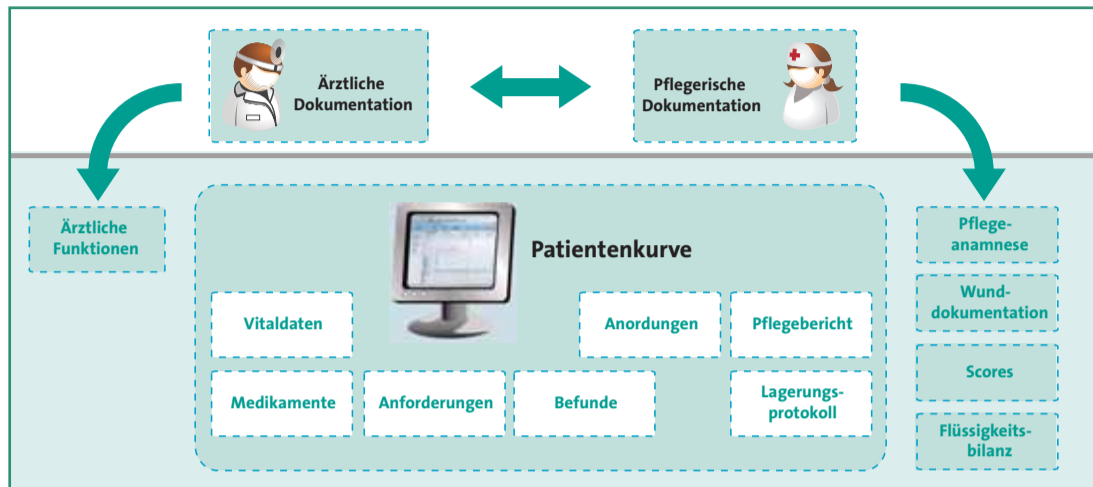 Ärztliche
Dokumentation
Pflegerische
Dokumentation
Ärztliche
Funktionen
Patientenkurve
Vitaldaten
Anordungen
Pflegebericht
Medikamente
Anforderungen
Befunde
Lagerungs-
protokoll
Pflege-
anamnese
Wund-
dokumentation
Scores
Flüssigkeits-
bilanz